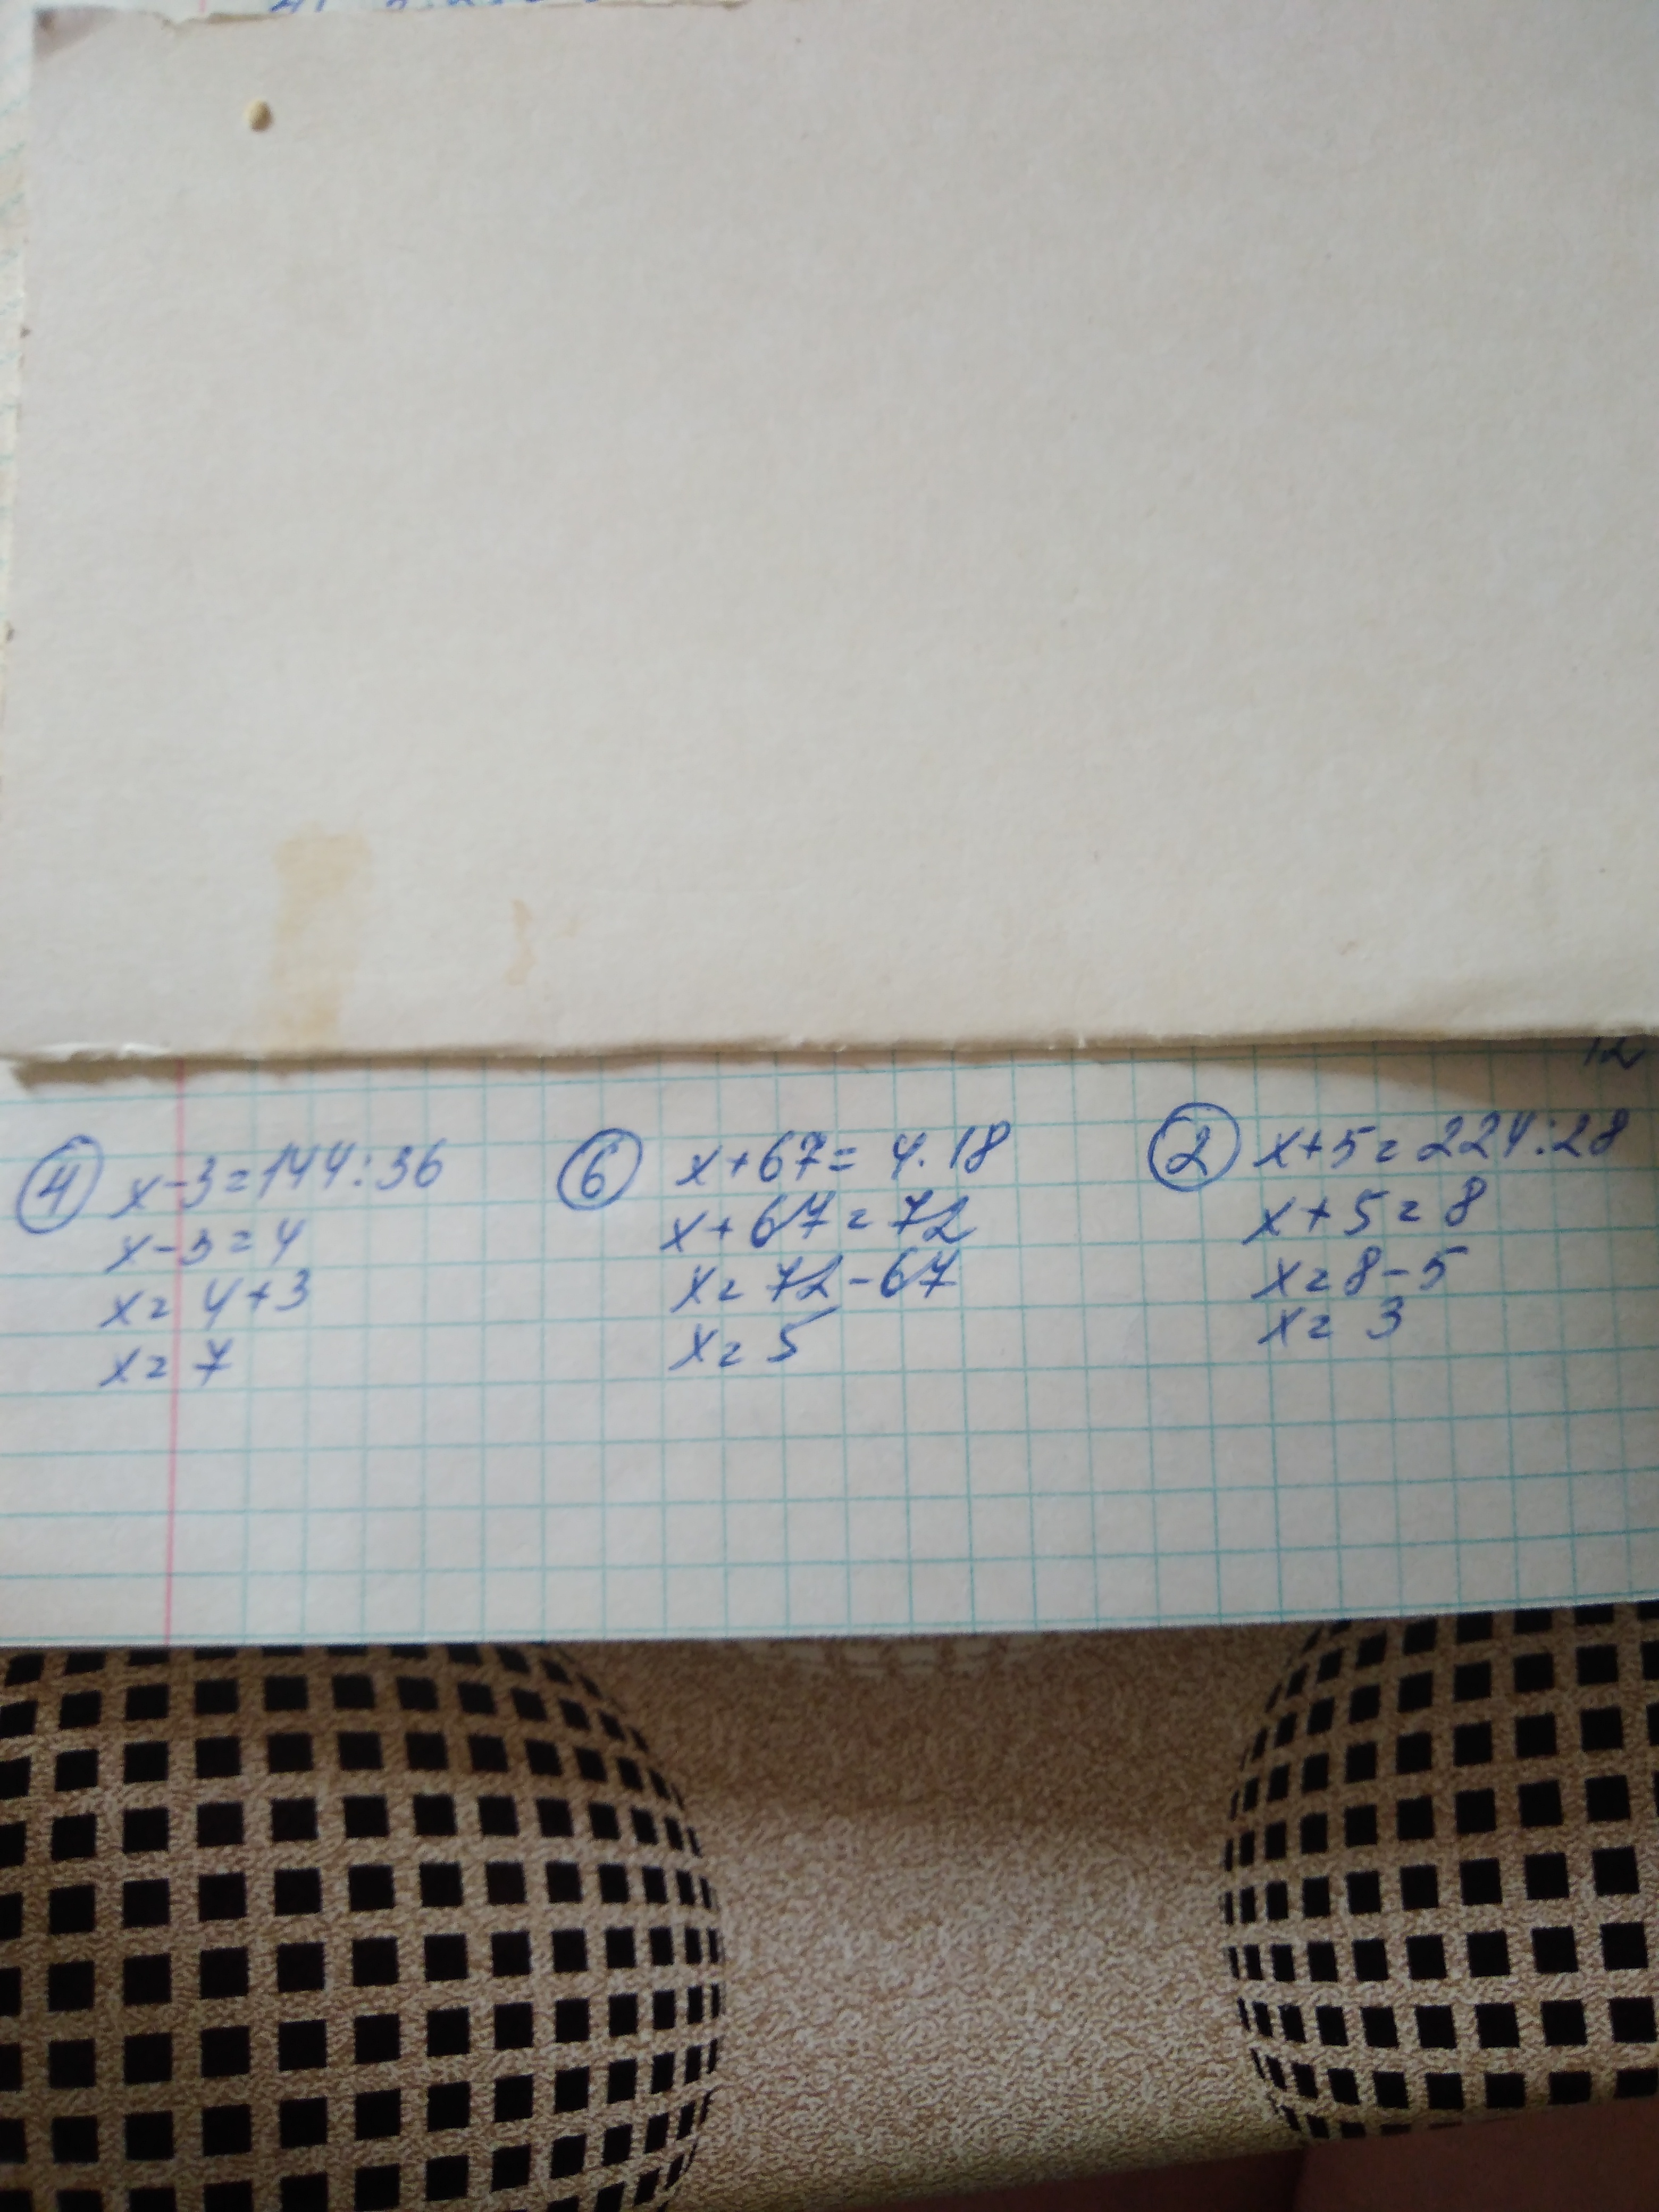 12
④ x-3=144:36
x-3=4
x=4+3
x=7
⑥ x+67=4.18
x+67=72
x=72-67
x=5
② x+5=224:28
x+5=8
x=8-5
x=3